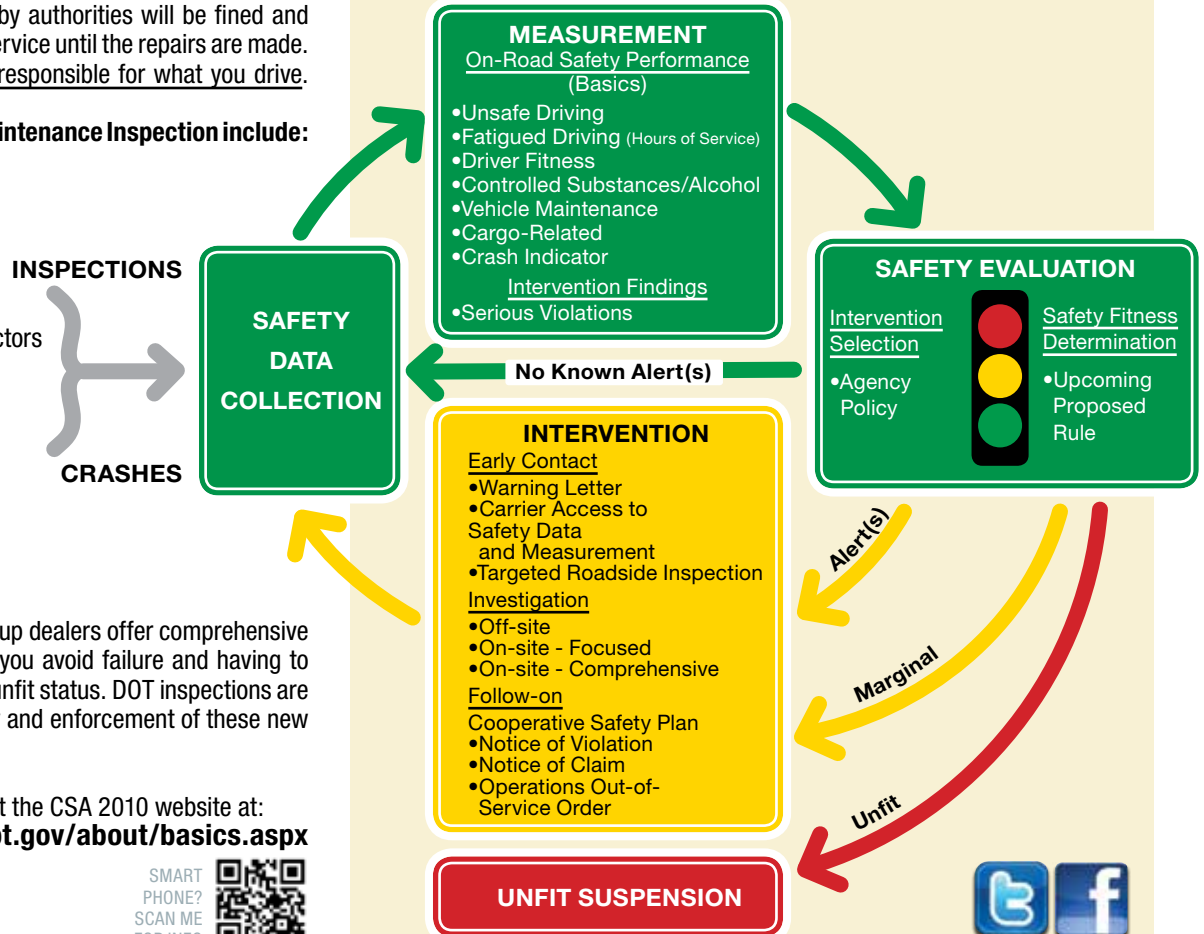 by authorities will be fined and
ervice until the repairs are made.
responsible for what you drive.
intenance Inspection include:
INSPECTIONS
ctors
CRASHES
up dealers offer comprehensive
you avoid failure and having to
unfit status. DOT inspections are
and enforcement of these new
t the CSA 2010 website at:
ot.gov/about/basics.aspx
SMART
PHONE?
SCAN ME
FOR INFO
SAFETY
DATA
COLLECTION
MEASUREMENT
On-Road Safety Performance
(Basics)
•Unsafe Driving
•Fatigued Driving (Hours of Service)
•Driver Fitness
•Controlled Substances/Alcohol
•Vehicle Maintenance
•Cargo-Related
•Crash Indicator
Intervention Findings
•Serious Violations
No Known Alert(s)
SAFETY EVALUATION
Intervention
Selection
•Agency
Policy
Safety Fitness
Determination
•Upcoming
Proposed
Rule
INTERVENTION
Early Contact
•Warning Letter
•Carrier Access to
Safety Data
and Measurement
•Targeted Roadside Inspection
Investigation
•Off-site
•On-site - Focused
•On-site - Comprehensive
Follow-on
Cooperative Safety Plan
•Notice of Violation
•Notice of Claim
•Operations Out-of-
Service Order
Alert(s)
Marginal
Unfit
UNFIT SUSPENSION
t
f